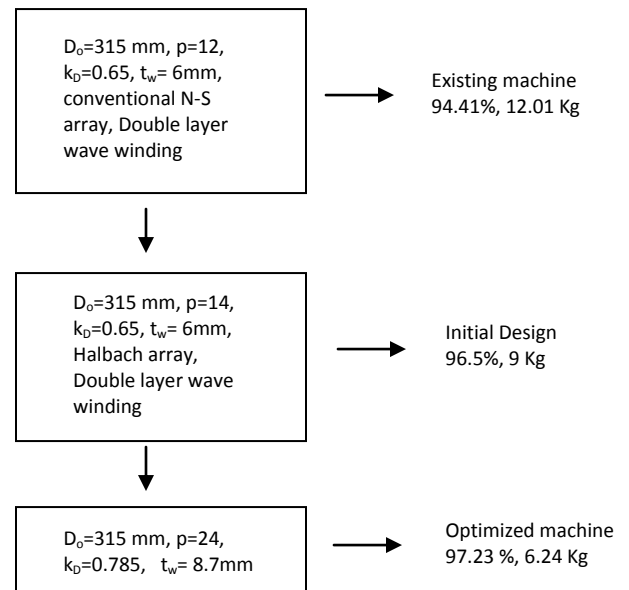 Dₒ=315 mm, p=12,
k_D=0.65, t_w= 6mm,
conventional N-S
array, Double layer
wave winding
Existing machine
94.41%, 12.01 Kg
Dₒ=315 mm, p=14,
k_D=0.65, t_w= 6mm,
Halbach array,
Double layer wave
winding
Initial Design
96.5%, 9 Kg
Dₒ=315 mm, p=24,
k_D=0.785, t_w= 8.7mm
Optimized machine
97.23 %, 6.24 Kg